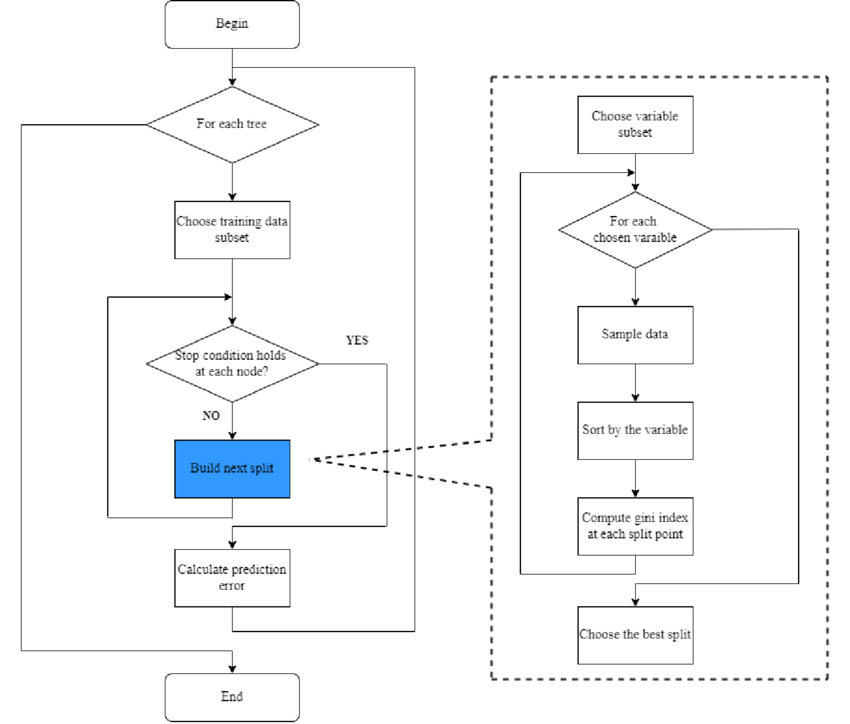 Begin
For each tree
Choose training data
subset
Stop condition holds
at each node?
YES
NO
Build next split
Calculate prediction
error
End
Choose variable
subset
For each
chosen varaible
Sample data
Sort by the variable
Compute gini index
at each split point
Choose the best split